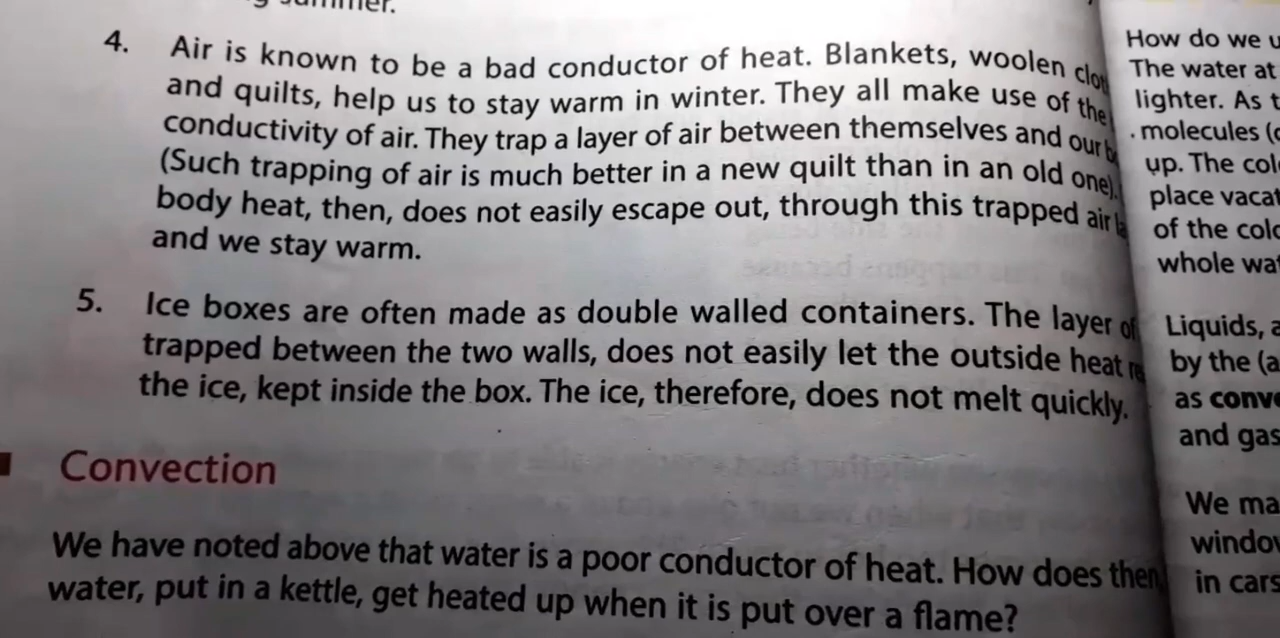 summer.
4. Air is known to be a bad conductor of heat. Blankets, woolen
and quilts, help us to stay warm in winter. They all make use of the
conductivity of air. They trap a layer of air between themselves and our
(Such trapping of air is much better in a new quilt than in an old one).
body heat, then, does not easily escape out, through this trapped air
and we stay warm.
5. Ice boxes are often made as double walled containers. The layer of
trapped between the two walls, does not easily let the outside heat
the ice, kept inside the box. The ice, therefore, does not melt quickly.
Convection
We have noted above that water is a poor conductor of heat. How does then,
water, put in a kettle, get heated up when it is put over a flame?
How do we
The water at
lighter. As
molecules
up. The
place
of the
whole
Liquids,
by the
as
and
We
in cars